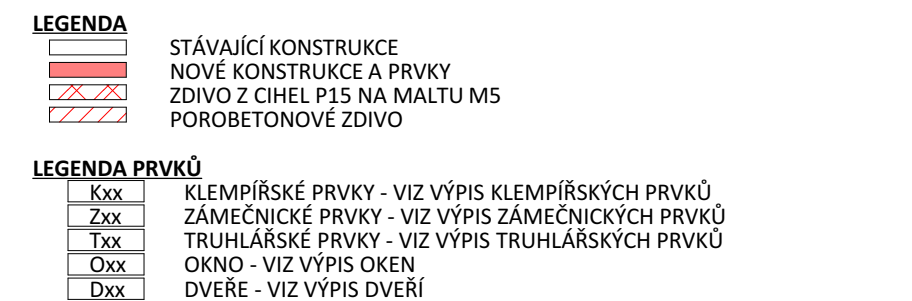 LEGENDA
STÁVAJÍCÍ KONSTRUKCE
NOVÉ KONSTRUKCE A PRVKY
ZDIVO Z CIHEL P15 NA MALTU M5
POROBETONOVÉ ZDIVO
LEGENDA PRVKŮ
Kxx KLEMPÍŘSKÉ PRVKY - VIZ VÝPIS KLEMPÍŘSKÝCH PRVKŮ
Zxx ZÁMEČNICKÉ PRVKY - VIZ VÝPIS ZÁMEČNICKÝCH PRVKŮ
Txx TRUHLÁŘSKÉ PRVKY - VIZ VÝPIS TRUHLÁŘSKÝCH PRVKŮ
Oxx OKNO - VIZ VÝPIS OKEN
Dxx DVEŘE - VIZ VÝPIS DVEŘÍ